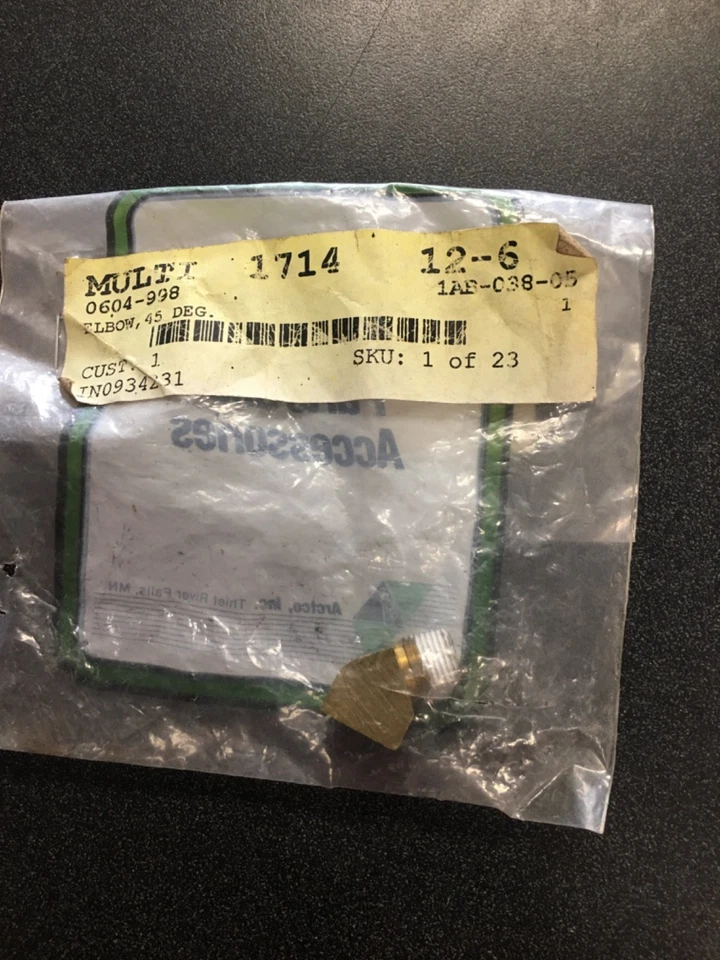 MULTI 1714 12--6
0604-998 1AB-038-05
ELBOW, 45 DEG. 1
CUST: 1 SKU: 1 of 23
IN0934231
Accessories
Arctco, Inc. Thief River Falls, MN.